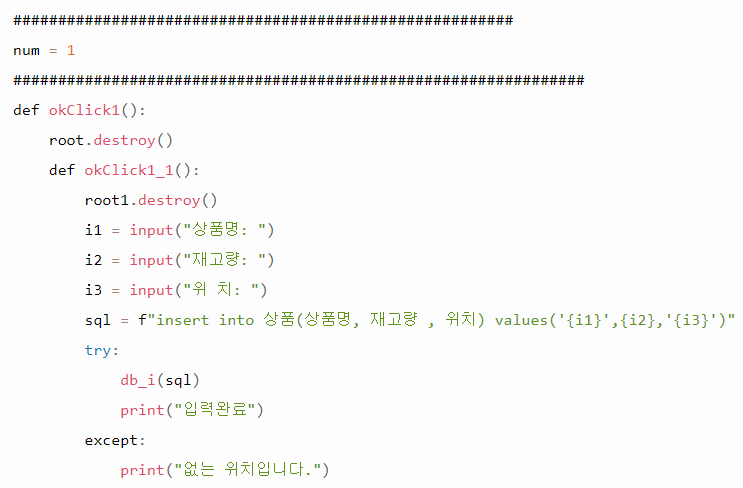 ########################################################
num = 1
################################################################
def okClick1():
    root.destroy()
    def okClick1_1():
        root1.destroy()
        i1 = input("상품명: ")
        i2 = input("재고량: ")
        i3 = input("위 치: ")
        sql = f"insert into 상품(상품명, 재고량 , 위치) values('{i1}',{i2},'{i3}')"
        try:
            db_i(sql)
            print("입력완료")
        except:
            print("없는 위치입니다.")